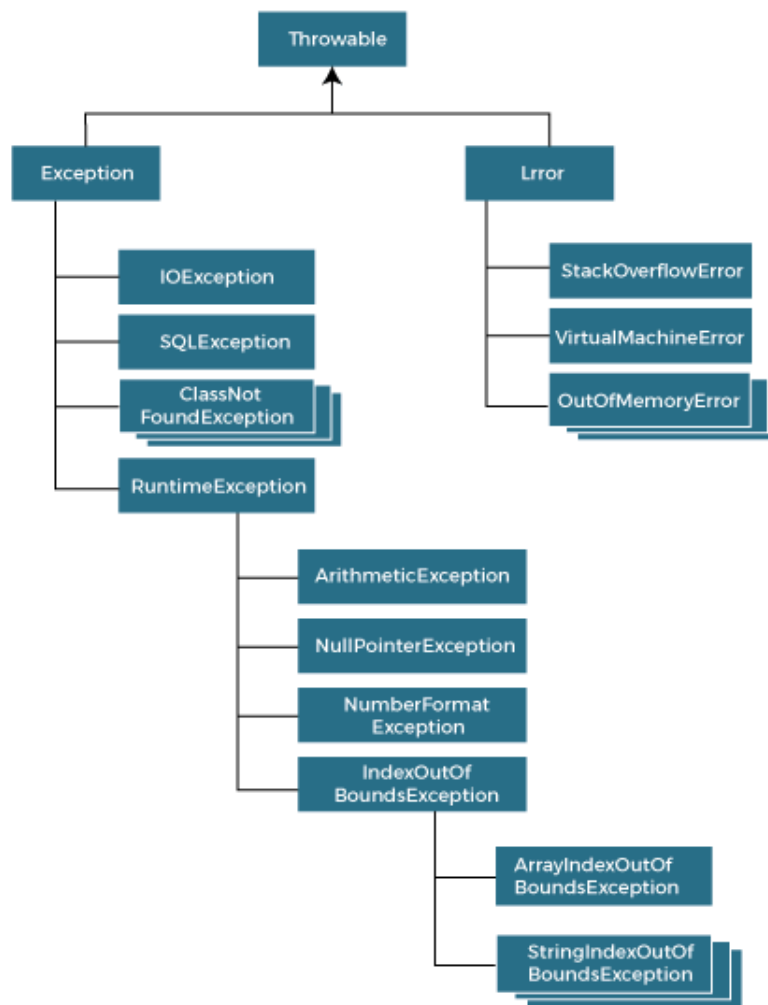 Throwable
Exception
Lrror
IOException
SQLException
ClassNot
FoundException
RuntimeException
StackOverflowError
VirtualMachineError
OutOfMemoryError
ArithmeticException
NullPointerException
NumberFormat
Exception
IndexOutOf
BoundsException
ArrayIndexOutOf
BoundsException
StringIndexOutOf
BoundsException